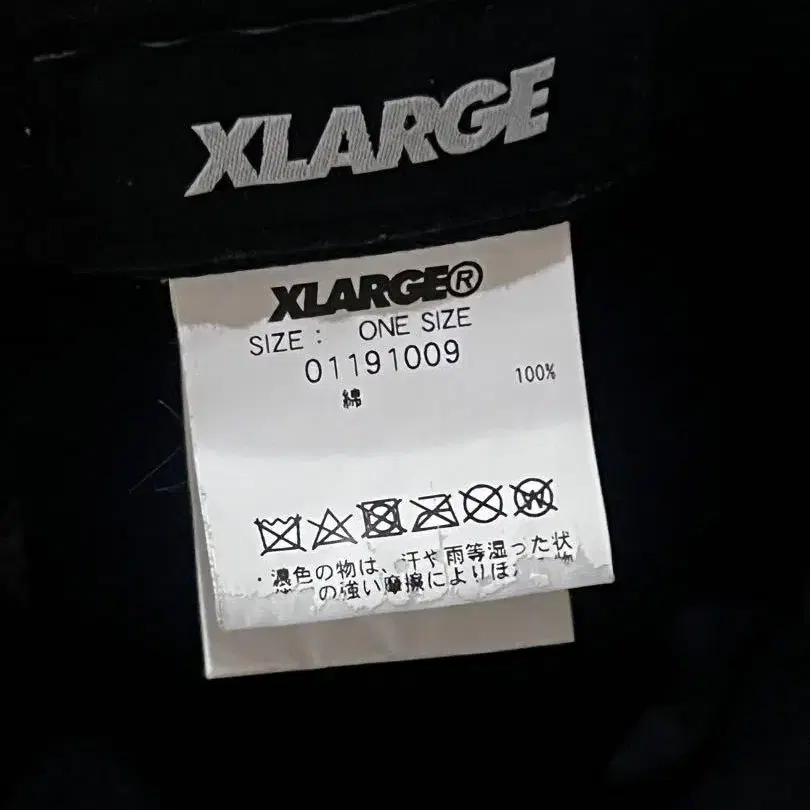 XLARGE
XLARGE®
SIZE : ONE SIZE
01191009
綿 100%
W
・濃色の物は、汗や雨等湿った状
の強い摩擦によりほ